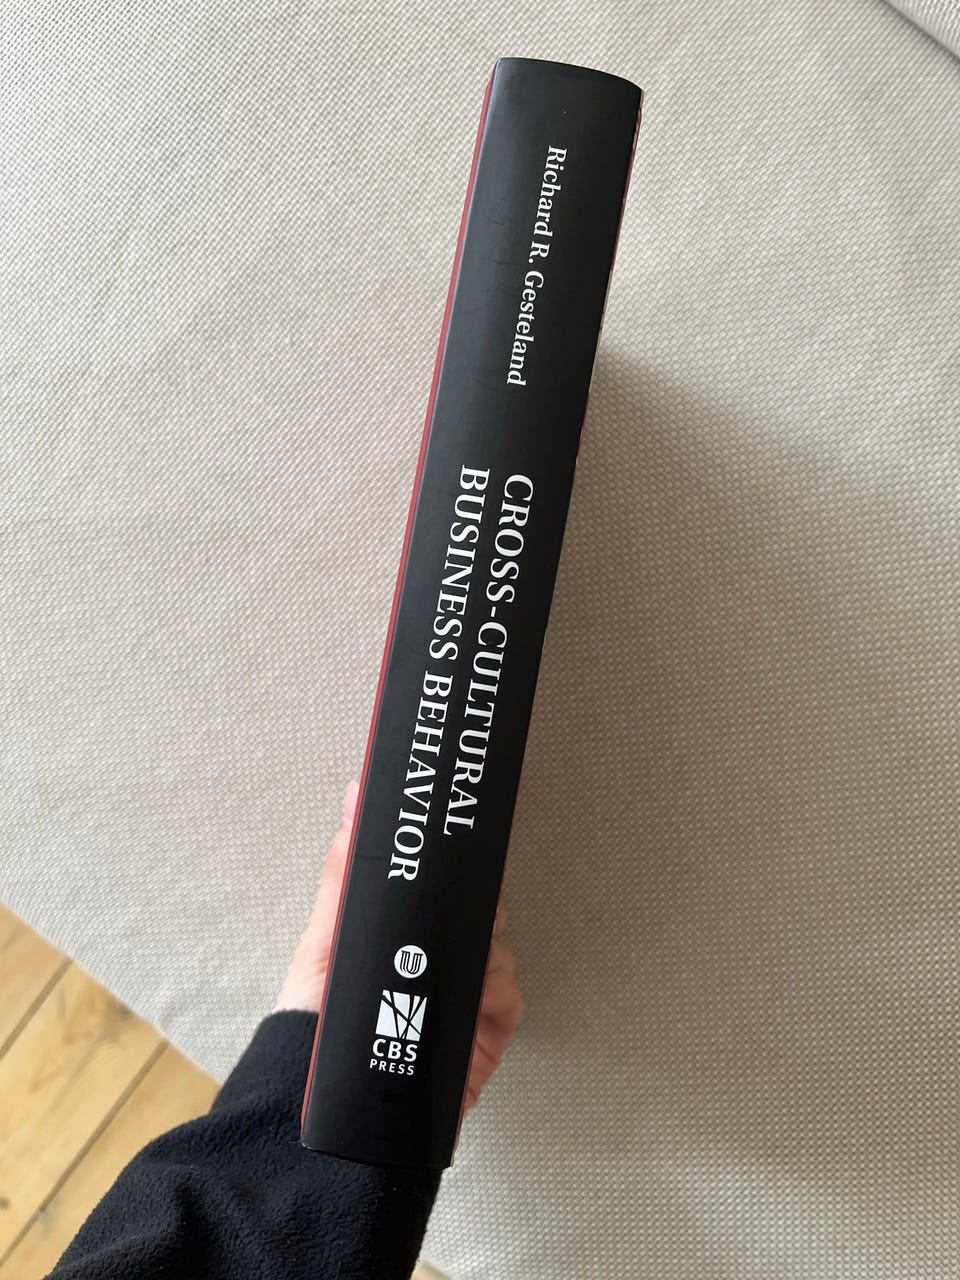 Richard R. Gesteland
CROSS-CULTURAL
BUSINESS BEHAVIOR
U
CBS
PRESS